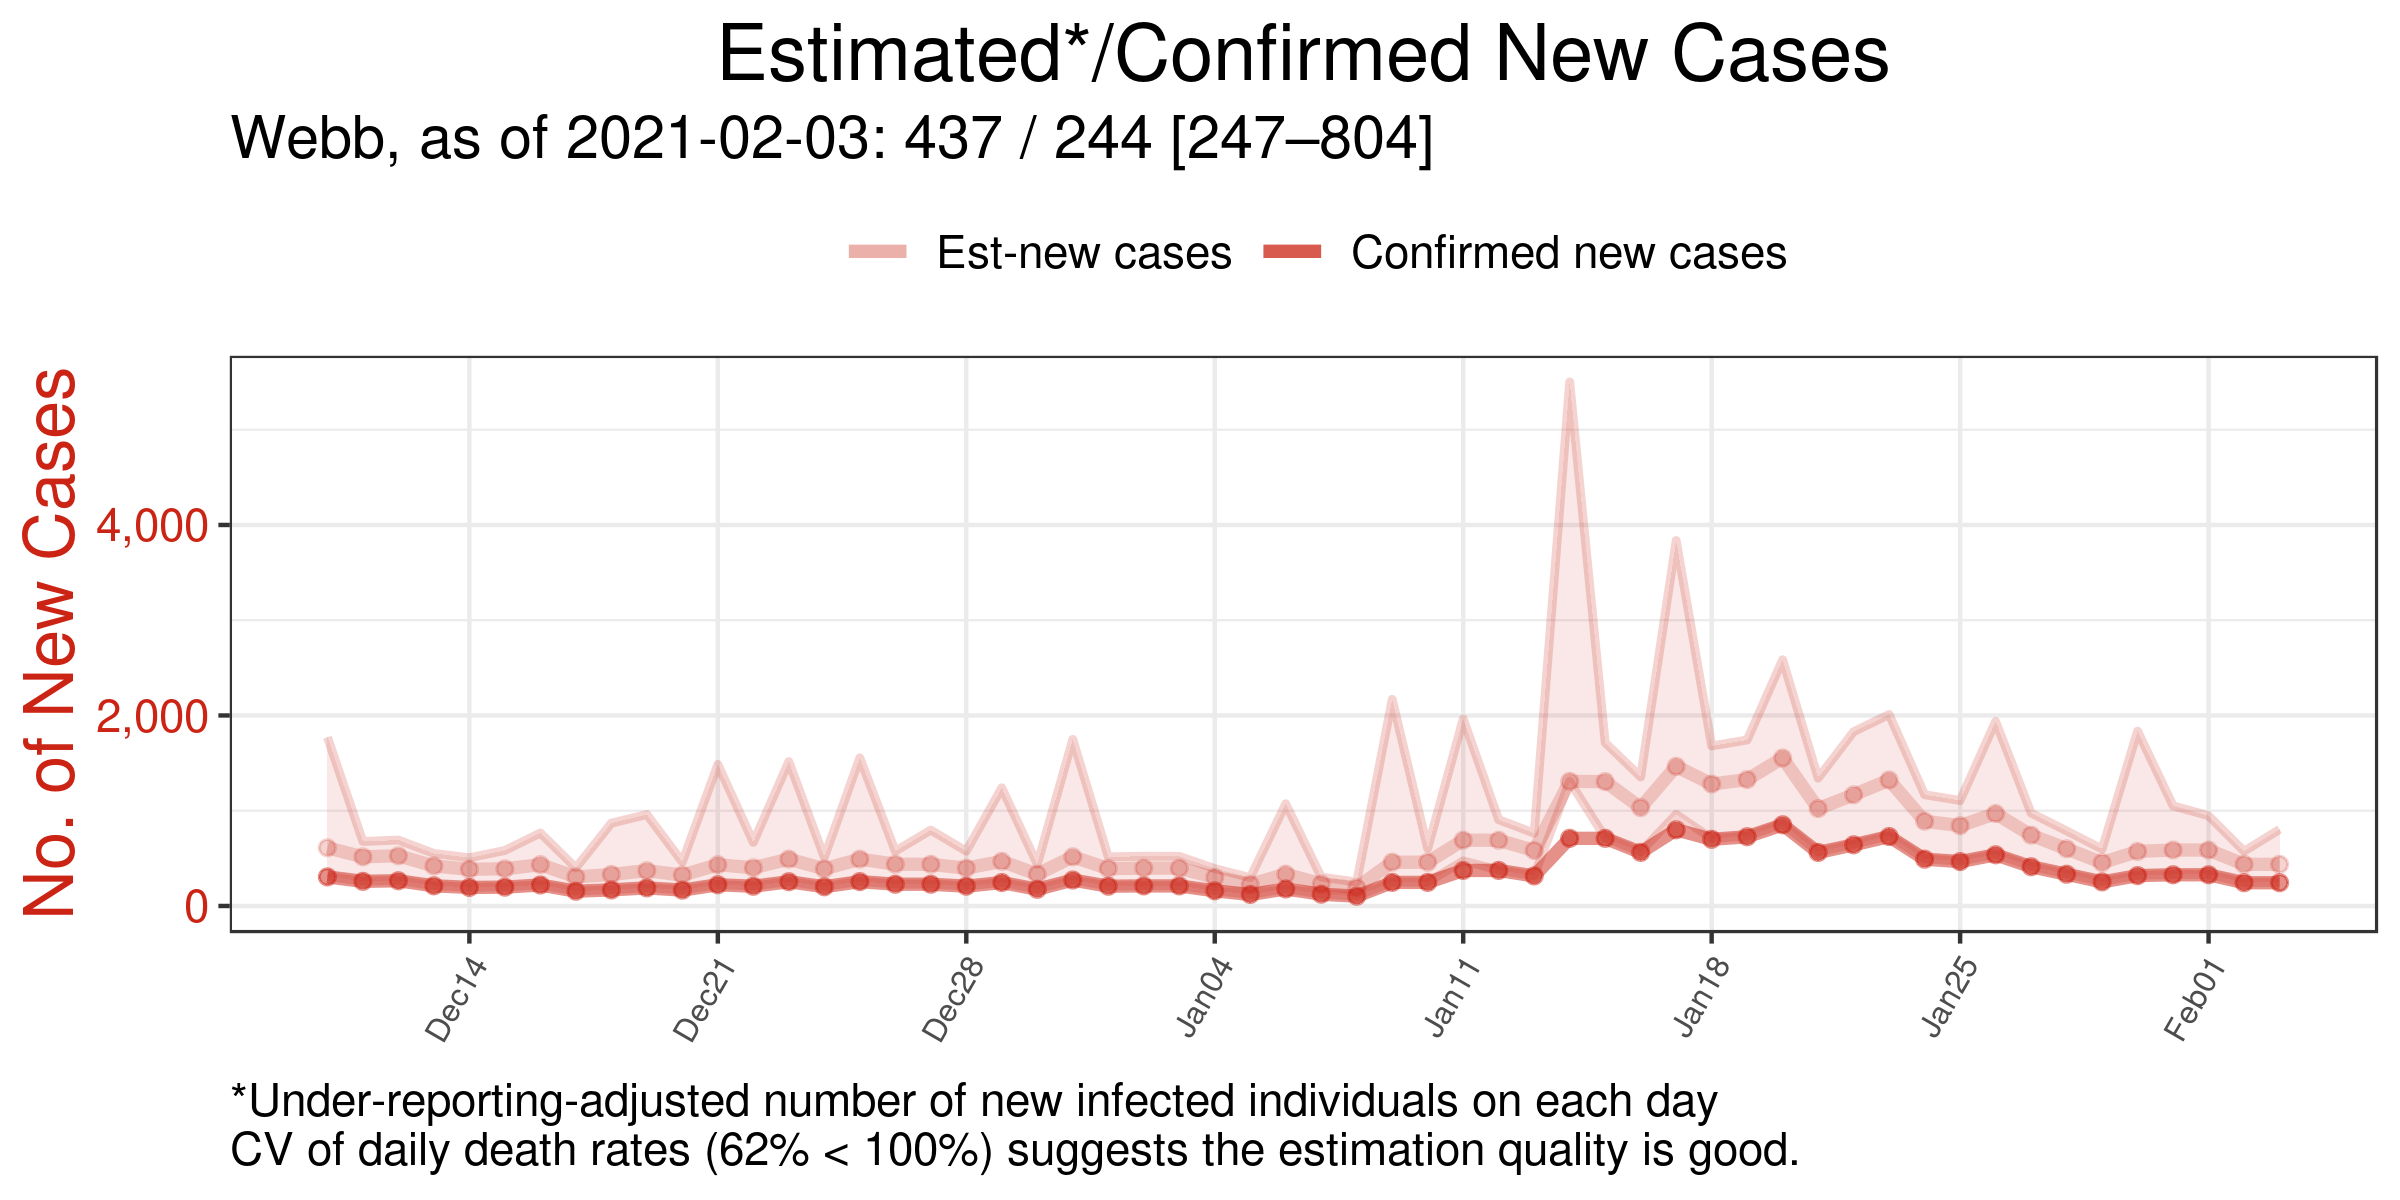 Estimated*/Confirmed New Cases
Webb, as of 2021-02-03: 437 / 244 [247–804]
Est-new cases Confirmed new cases
No. of New Cases
4,000
2,000
0
Dec14 Dec21 Dec28 Jan04 Jan11 Jan18 Jan25 Feb01
*Under-reporting-adjusted number of new infected individuals on each day
CV of daily death rates (62% < 100%) suggests the estimation quality is good.